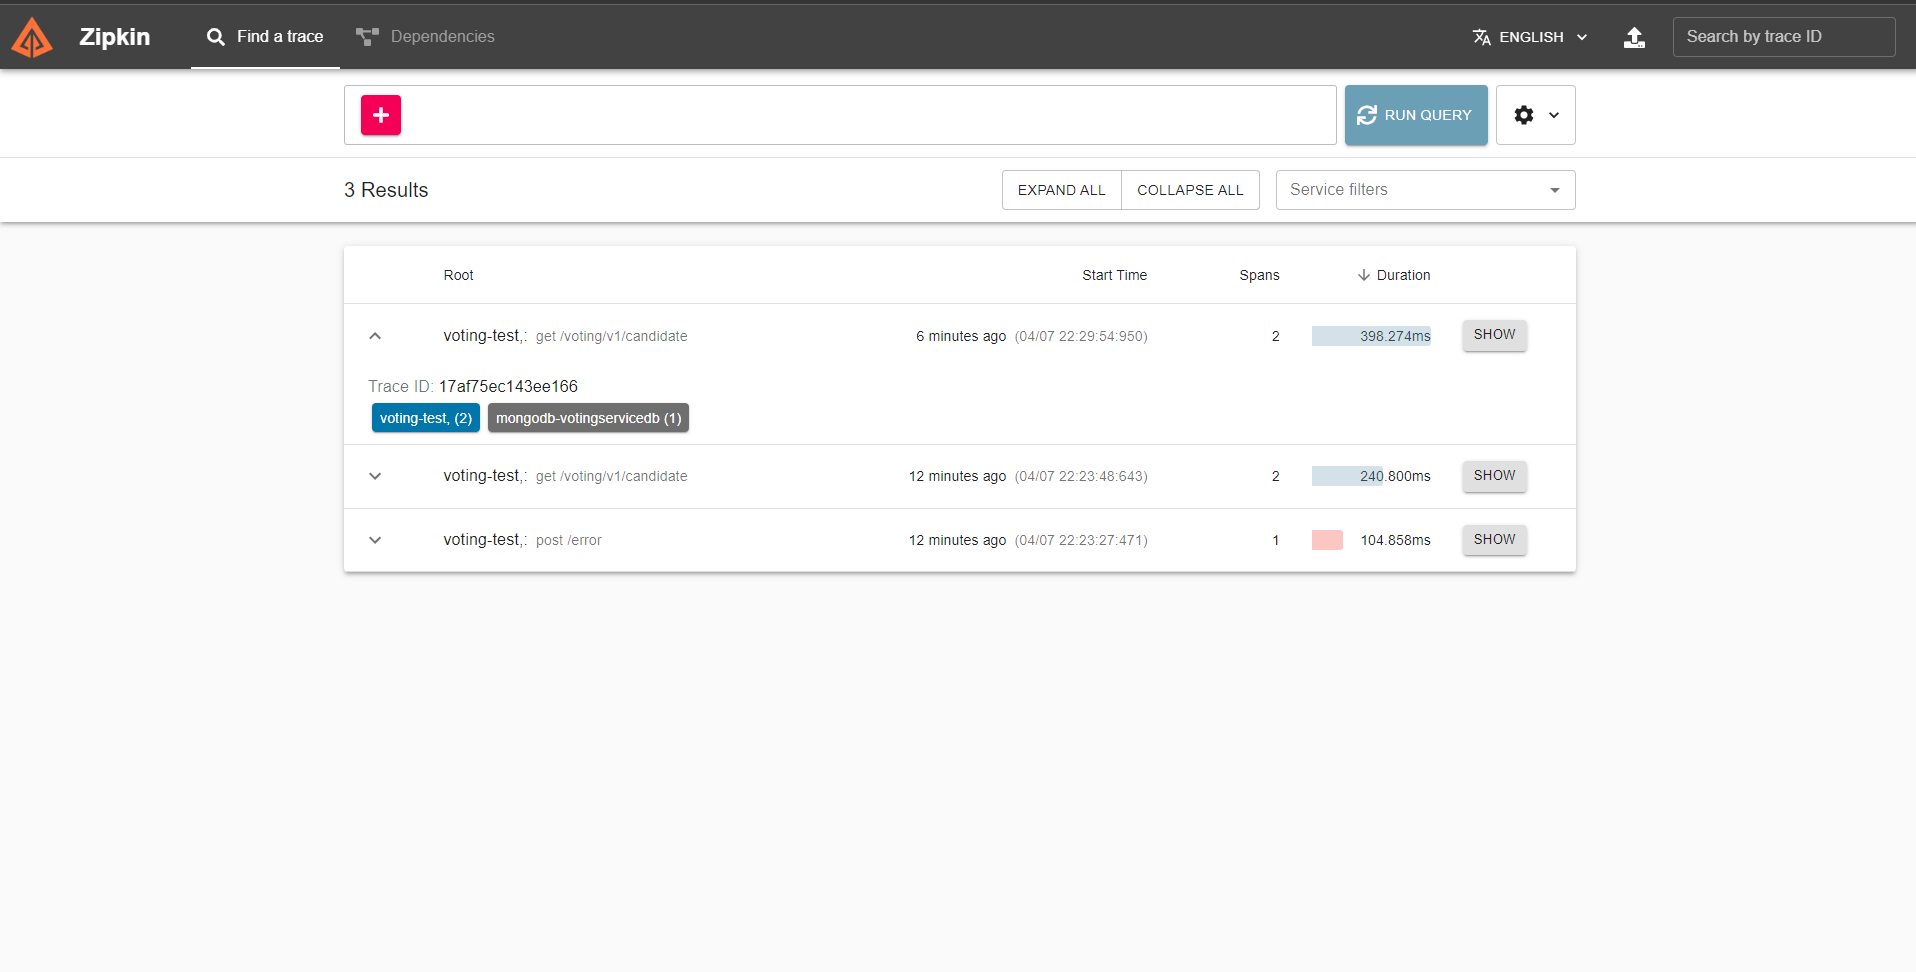 Zipkin Find a trace Dependencies ENGLISH Search by trace ID
RUN QUERY
3 Results EXPAND ALL COLLAPSE ALL Service filters
Root Start Time Spans Duration
voting-test,: get /voting/v1/candidate 6 minutes ago (04/07 22:29:54:950) 2 398.274ms SHOW
Trace ID: 17af75ec143ee166
voting-test, (2) mongodb-votingservicedb (1)
voting-test,: get /voting/v1/candidate 12 minutes ago (04/07 22:23:48:643) 2 240.800ms SHOW
voting-test,: post /error 12 minutes ago (04/07 22:23:27:471) 1 104.858ms SHOW